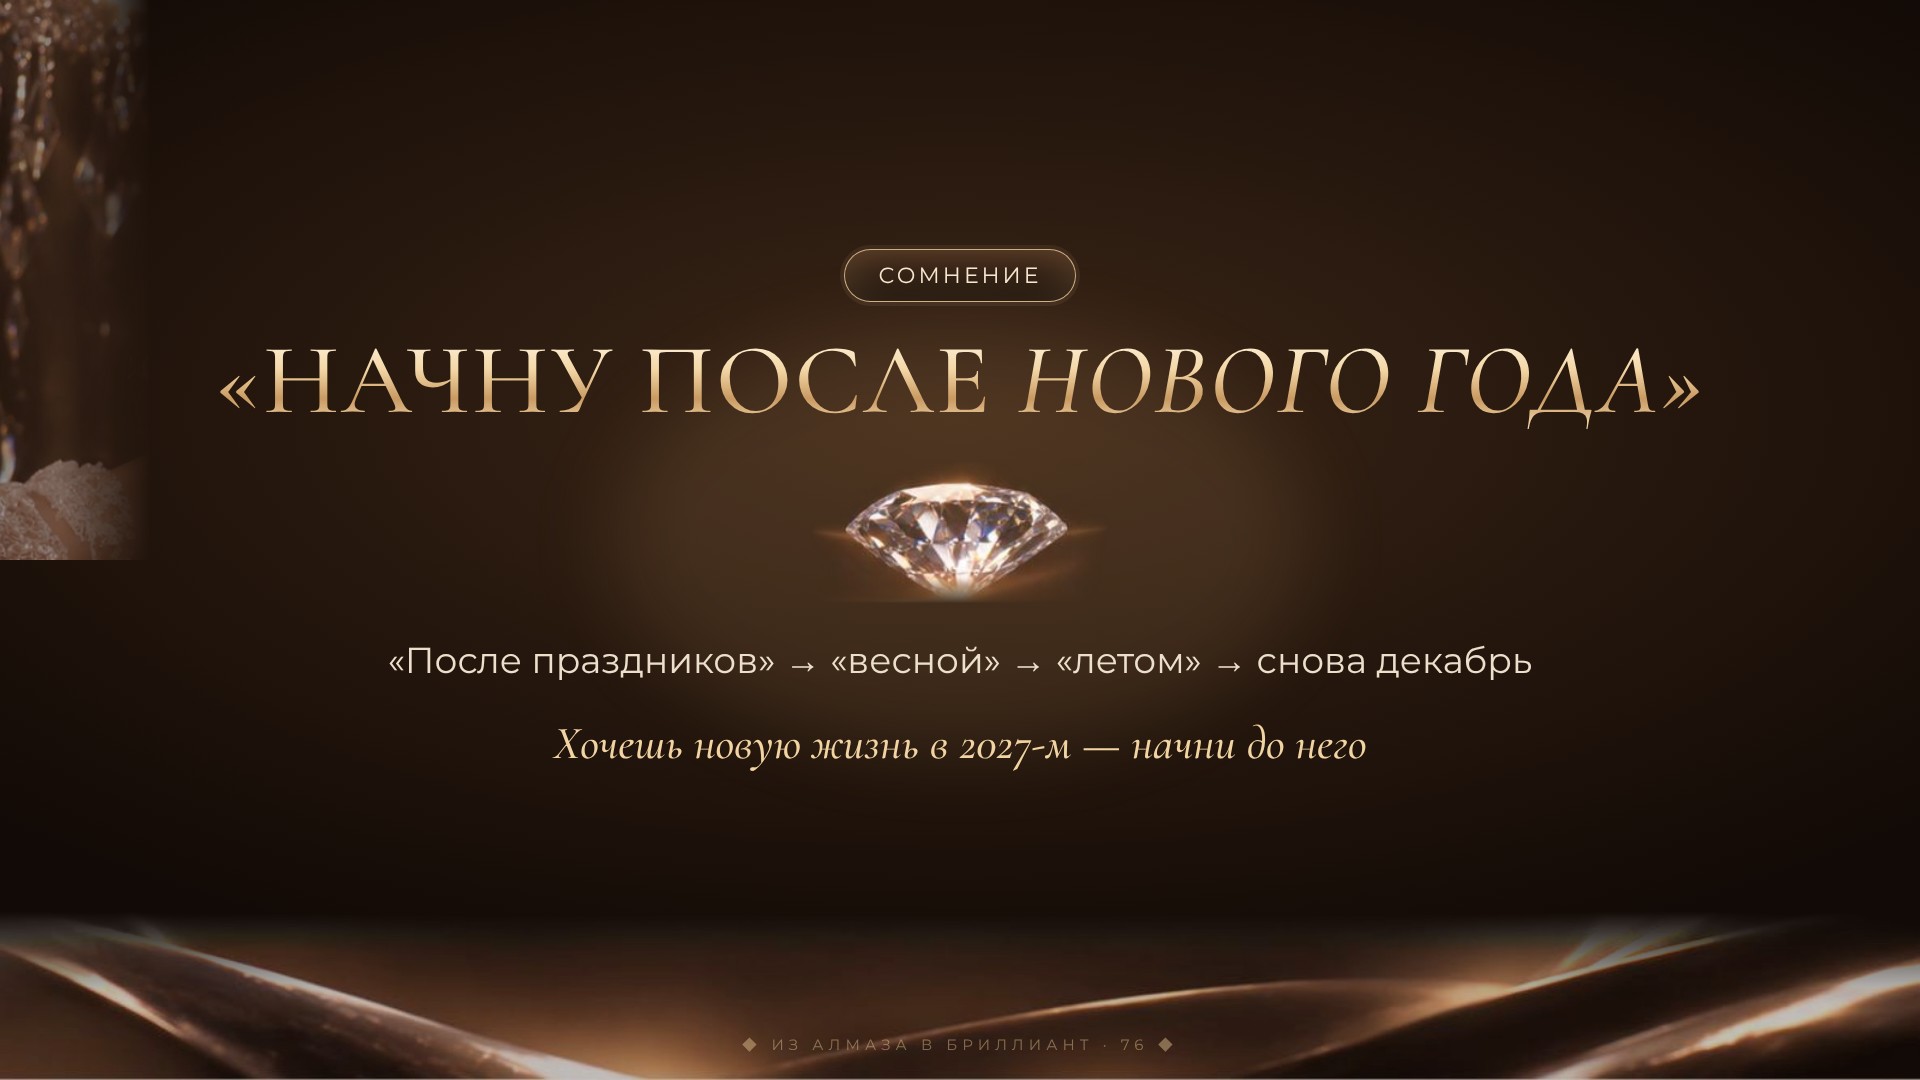 СОМНЕНИЕ
«НАЧНУ ПОСЛЕ НОВОГО ГОДА»
«После праздников» → «весной» → «летом» → снова декабрь
Хочешь новую жизнь в 2027-м — начни до него
◆ ИЗ АЛМАЗА В БРИЛЛИАНТ · 76 ◆